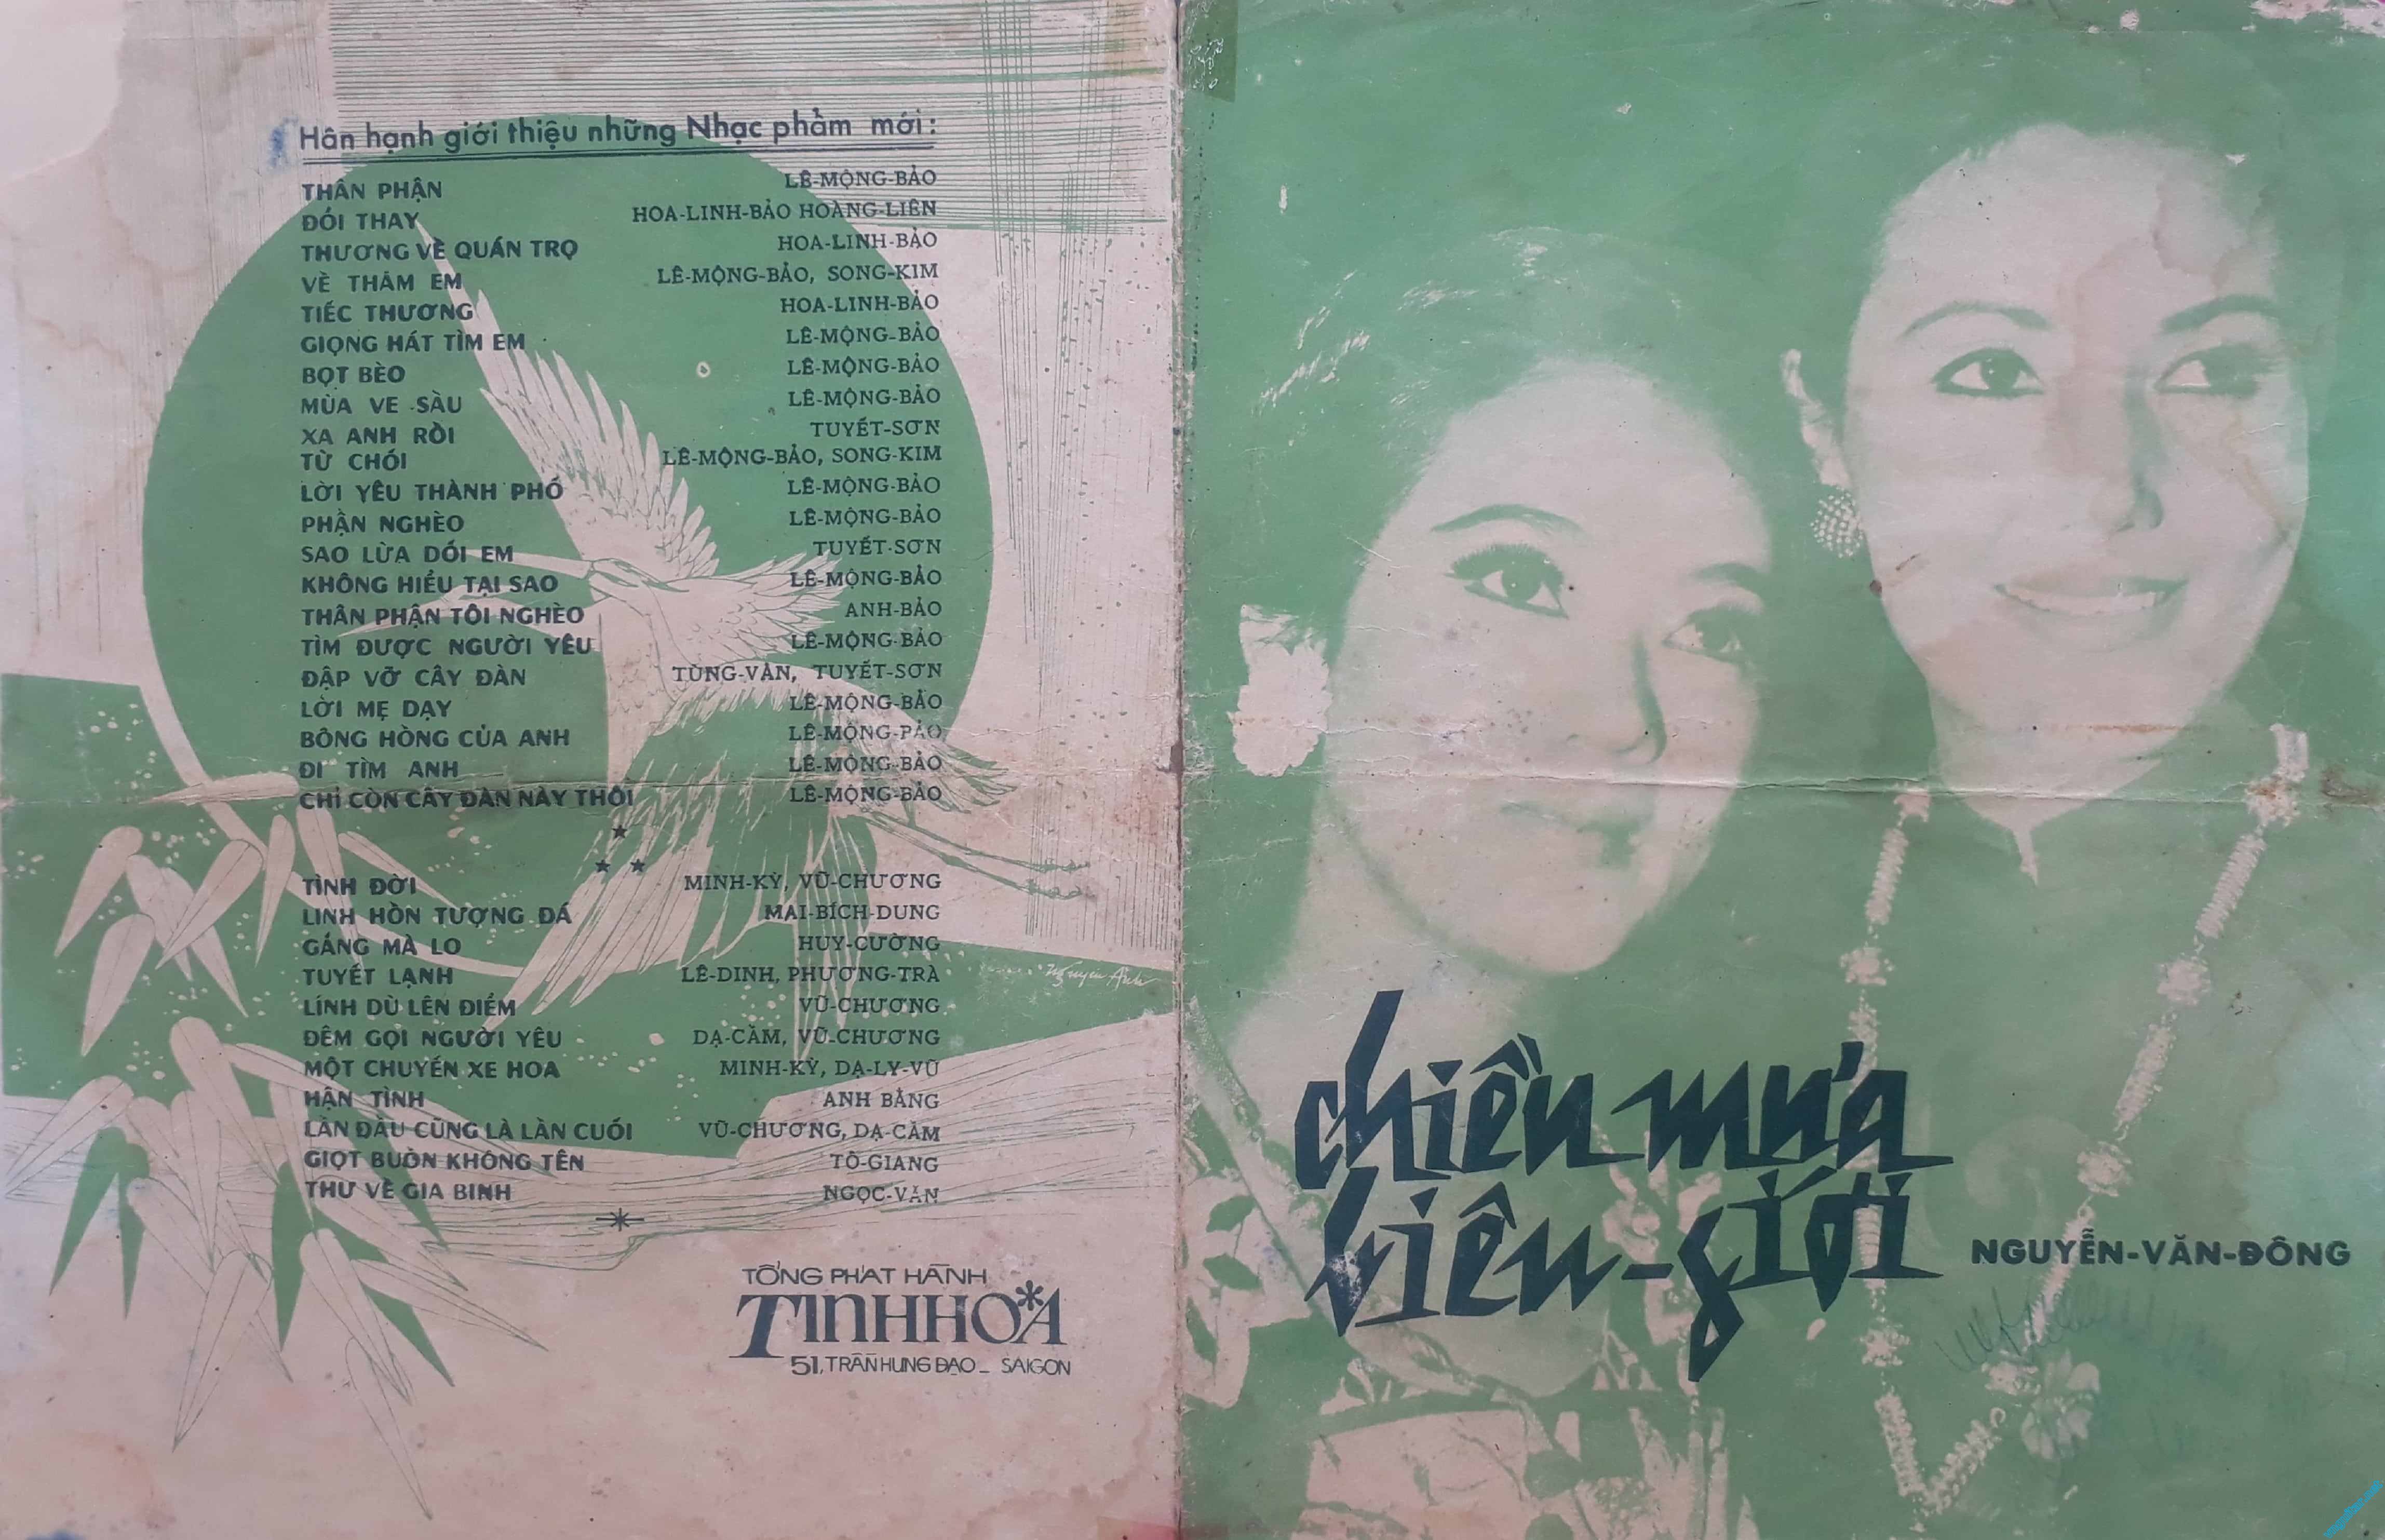 Hân hạnh giới thiệu những Nhạc phẩm mới:
THÂN PHẬN LÊ-MỘNG-BẢO
ĐỔI THAY HOA-LINH-BẢO HOÀNG-LIÊN
THƯƠNG VỀ QUÁN TRỌ HOA-LINH-BẢO
VỀ THĂM EM LÊ-MỘNG-BẢO, SONG-KIM
TIẾC THƯƠNG HOA-LINH-BẢO
GIỌNG HÁT TÌM EM LÊ-MỘNG-BẢO
BỌT BÈO LÊ-MỘNG-BẢO
MÙA VE SẦU LÊ-MỘNG-BẢO
XA ANH RỒI TUYẾT-SƠN
TỪ CHỐI LÊ-MỘNG-BẢO, SONG-KIM
LỜI YÊU THÀNH PHỐ LÊ-MỘNG-BẢO
PHẬN NGHÈO LÊ-MỘNG-BẢO
SAO LỪA DỐI EM TUYẾT-SƠN
KHÔNG HIỂU TẠI SAO LÊ-MỘNG-BẢO
THÂN PHẬN TÔI NGHÈO ANH-BẢO
TÌM ĐƯỢC NGƯỜI YÊU LÊ-MỘNG-BẢO
ĐẬP VỠ CÂY ĐÀN TÙNG-VÂN, TUYẾT-SƠN
LỜI MẸ DẠY LÊ-MỘNG-BẢO
BÔNG HỒNG CỦA ANH LÊ-MỘNG-BẢO
ĐI TÌM ANH LÊ-MỘNG-BẢO
CHỈ CÒN CÂY ĐÀN NÀY THÔI LÊ-MỘNG-BẢO
TÌNH ĐỜI MINH-KỲ, VŨ-CHƯƠNG
LINH HỒN TƯỢNG ĐÁ MAI-BÍCH-DUNG
GẮNG MÀ LO HUY-CƯỜNG
TUYẾT LẠNH LÊ-DINH, PHƯƠNG-TRÀ
LÍNH DÙ LÊN ĐIỂM VŨ-CHƯƠNG
ĐÊM GỌI NGƯỜI YÊU DẠ-CẦM, VŨ-CHƯƠNG
MỘT CHUYẾN XE HOA MINH-KỲ, DẠ-LY-VŨ
HẬN TÌNH ANH BẰNG
LẦN ĐẦU CŨNG LÀ LẦN CUỐI VŨ-CHƯƠNG, DẠ-CẦM
GIỌT BUỒN KHÔNG TÊN TÔ-GIANG
THƯ VỀ GIA BINH NGỌC-VĂN
Nguyen Anh
TỔNG PHÁT HÀNH
TINH HOA
51, TRẦN HƯNG ĐẠO - SAIGON
chiều mưa
biên-giới
NGUYỄN-VĂN-ĐÔNG